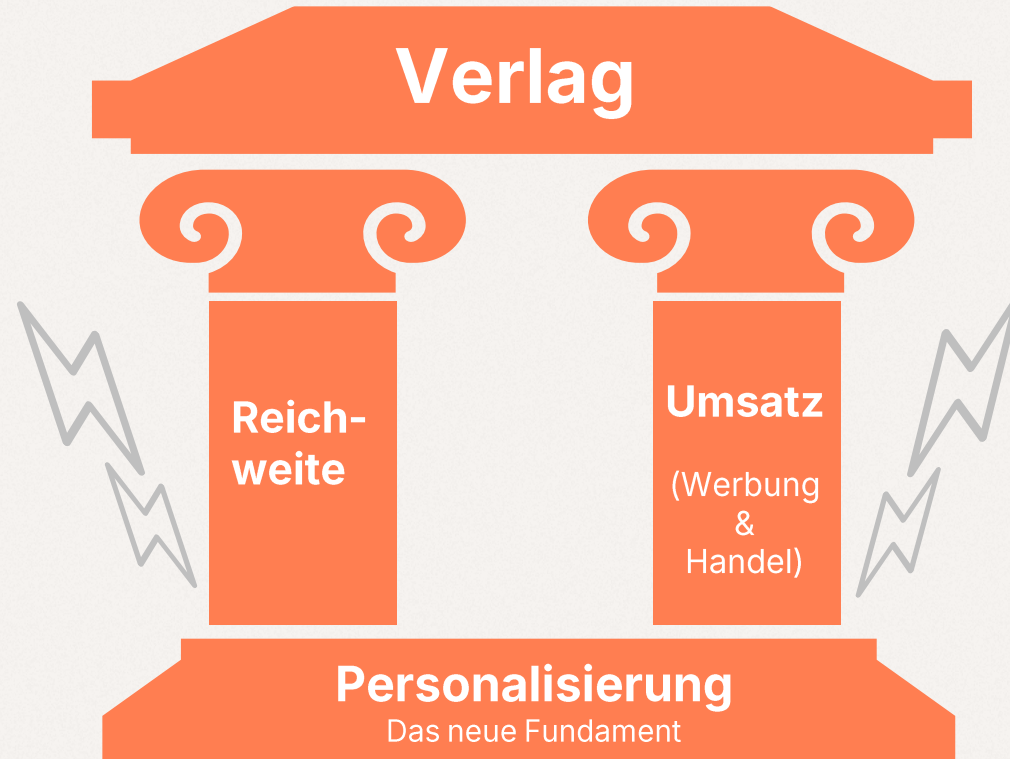 Verlag
Reich-
weite
Umsatz
(Werbung
&
Handel)
Personalisierung
Das neue Fundament